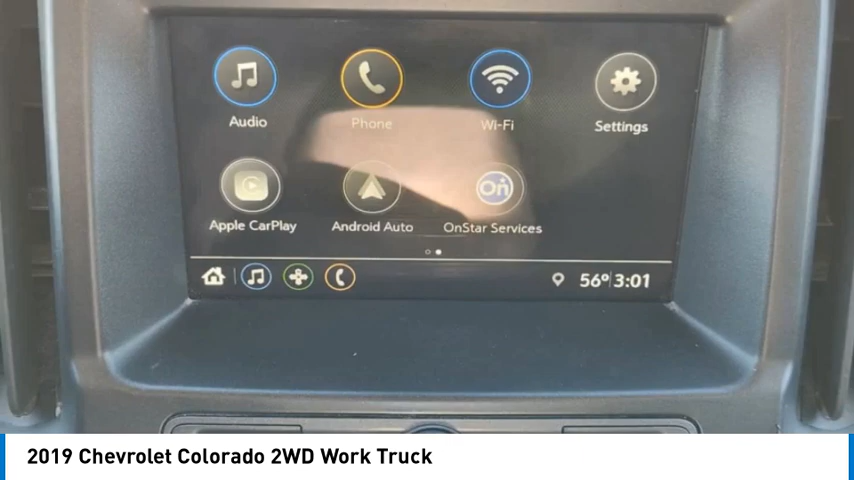 Audio
Phone
Wi-Fi
Settings
Apple CarPlay
Android Auto
On
OnStar Services
56° 3:01
2019 Chevrolet Colorado 2WD Work Truck